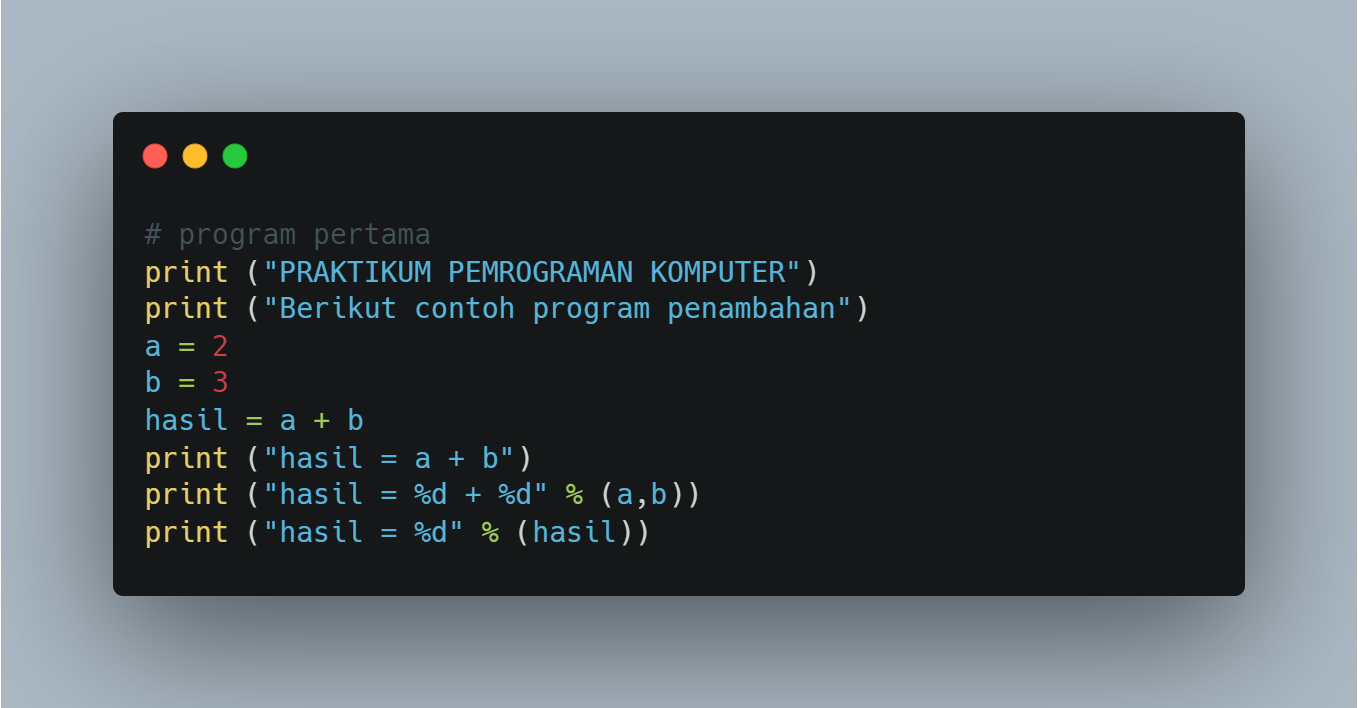 # program pertama
print ("PRAKTIKUM PEMROGRAMAN KOMPUTER")
print ("Berikut contoh program penambahan")
a = 2
b = 3
hasil = a + b
print ("hasil = a + b")
print ("hasil = %d + %d" % (a,b))
print ("hasil = %d" % (hasil))